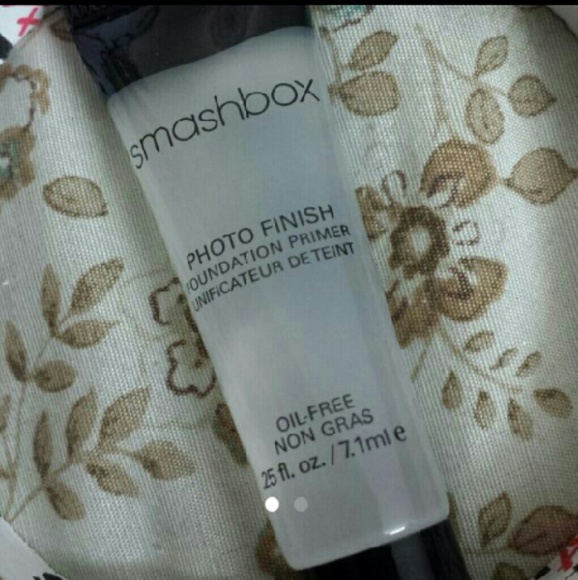 smashbox
PHOTO FINISH
FOUNDATION PRIMER
UNIFICATEUR DE TEINT
OIL-FREE
NON GRAS
25 fl. oz. / 7.1ml e